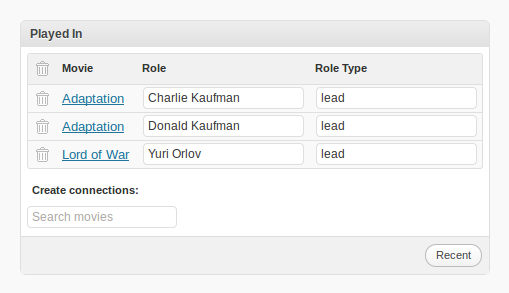 Played In
Movie Role Role Type
Adaptation Charlie Kaufman lead
Adaptation Donald Kaufman lead
Lord of War Yuri Orlov lead
Create connections:
Search movies
Recent